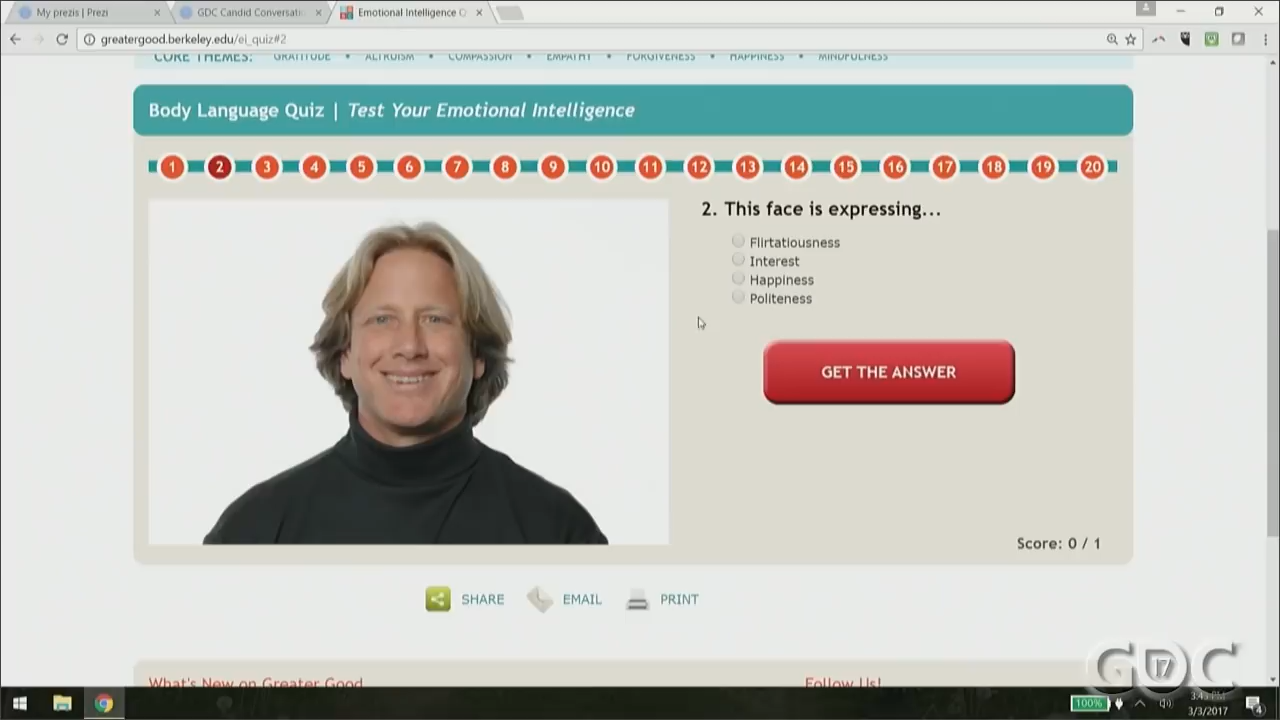 My prezis | Prezi
GDC Candid Conversati
Emotional Intelligence Q
greatergood.berkeley.edu/ei_quiz#2
CORE THEMES: GRATITUDE • ALTRUISM • COMPASSION • EMPATHY • FORGIVENESS • HAPPINESS • MINDFULNESS
Body Language Quiz | Test Your Emotional Intelligence
1 2 3 4 5 6 7 8 9 10 11 12 13 14 15 16 17 18 19 20
2. This face is expressing...
Flirtatiousness
Interest
Happiness
Politeness
GET THE ANSWER
Score: 0 / 1
SHARE EMAIL PRINT
What's New on Greater Good
Follow Us!
GDC 17
100%
3/3/2017
4